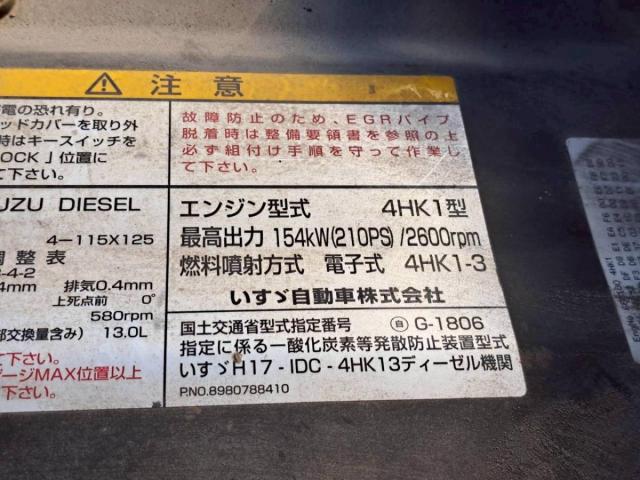 ⚠ 注 意
電の恐れ有り。
ッドカバーを取り外
時はキースイッチを
OCK」位置に
て下さい。
故障防止のため、EGRパイプ
脱着時は整備要領書を参照の上
必ず組付け手順を守って作業し
て下さい。
UZU DIESEL
4-115X125
調 整 表
-4-2
4mm 排気0.4mm
上死点前 0°
580rpm
部交換量含み) 13.0L
下さい。
ゲージMAX位置以上
て下さい。
エンジン型式 4HK1型
最高出力 154kW(210PS)/2600rpm
燃料噴射方式 電子式 4HK1-3
いすゞ自動車株式会社
国土交通省型式指定番号 ㉂ G-1806
指定に係る一酸化炭素等発散防止装置型式
いすゞH17-IDC-4HK13ディーゼル機関
P.NO.8980788410